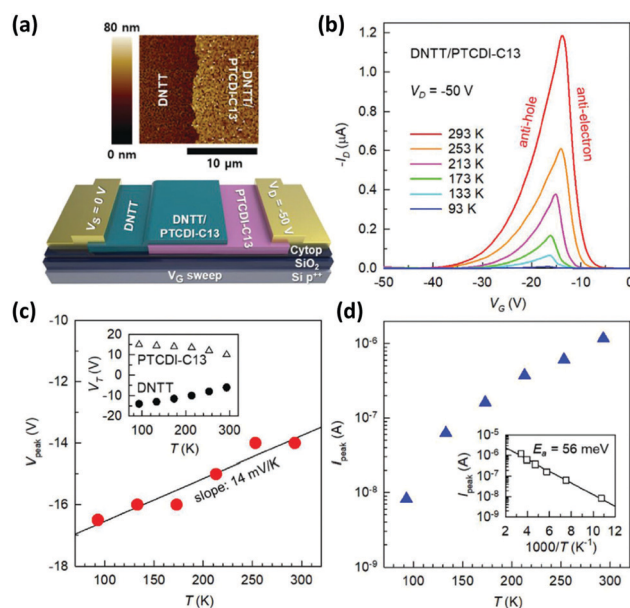 (a)
80 nm
0 nm
DNTT
DNTT/
PTCDI-C13
10 µm
V_S = 0 V
DNTT
DNTT/
PTCDI-C13
PTCDI-C13
V_D = -50 V
Cytop
SiO₂
Si p⁺⁺
V_G sweep
(b)
DNTT/PTCDI-C13
V_D = -50 V
293 K
253 K
213 K
173 K
133 K
93 K
anti-hole
anti-electron
-I_D (µA)
1.2
1.0
0.8
0.6
0.4
0.2
0.0
-50 -40 -30 -20 -10 0
V_G (V)
(c)
V_peak (V)
-10
-12
-14
-16
-18
V_T (V)
20
15
10
5
0
-5
-10
-15
-20
PTCDI-C13
DNTT
100 150 200 250 300
T (K)
slope: 14 mV/K
100 150 200 250 300
T (K)
(d)
I_peak (A)
10⁻⁶
10⁻⁷
10⁻⁸
10⁻⁹
I_peak (A)
10⁻⁵
10⁻⁶
10⁻⁷
10⁻⁸
10⁻⁹
E_a = 56 meV
2 4 6 8 10 12
1000/T (K⁻¹)
100 150 200 250 300
T (K)